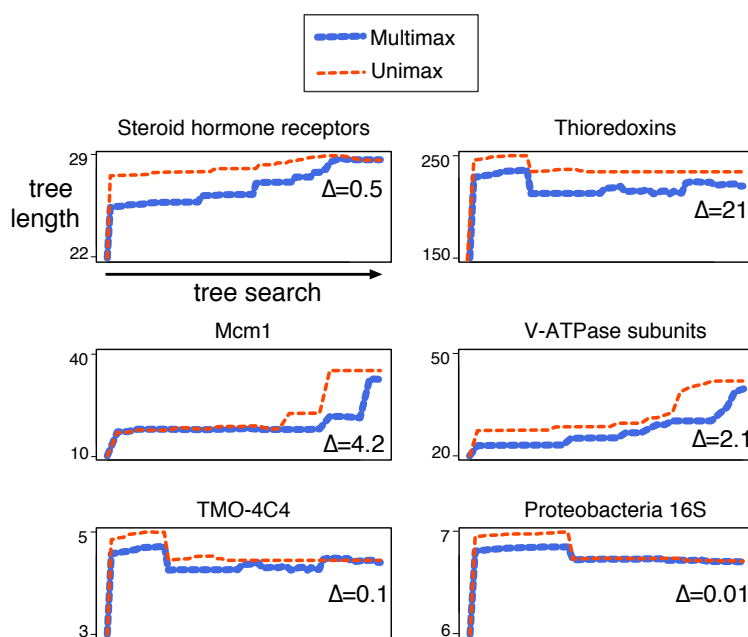 Multimax
Unimax
Steroid hormone receptors
Thioredoxins
29
tree
length
Δ=0.5
22
250
Δ=21
150
tree search
Mcm1
V-ATPase subunits
40
Δ=4.2
10
50
Δ=2.1
20
TMO-4C4
Proteobacteria 16S
5
Δ=0.1
3
7
Δ=0.01
6